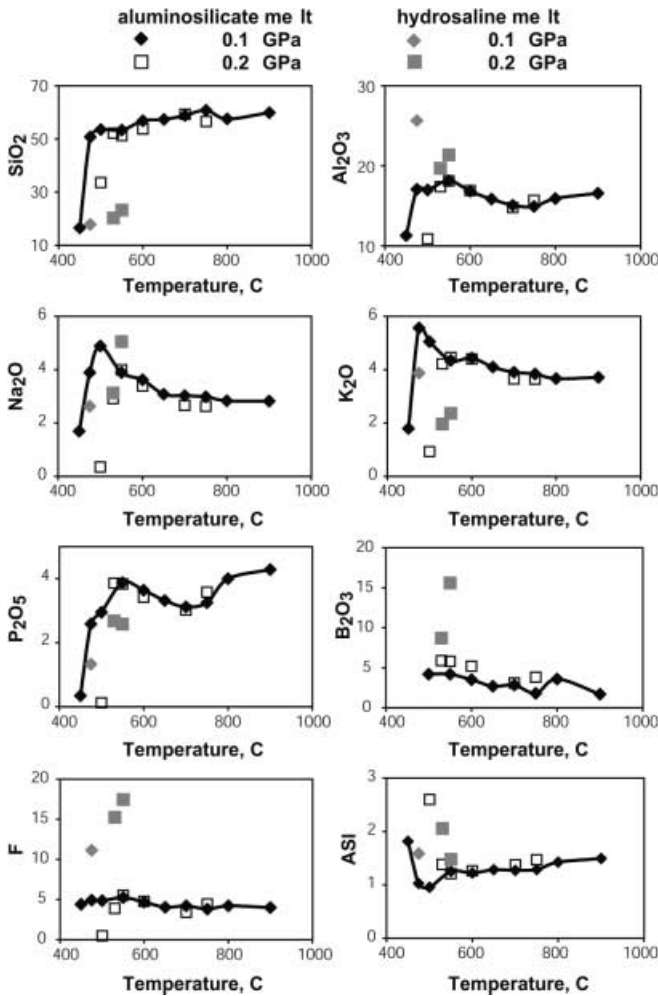 aluminosilicate me lt hydrosaline me lt
0.1 GPa 0.1 GPa
0.2 GPa 0.2 GPa
70
50
30
10
SiO2
400 600 800 1000
Temperature, C
30
20
10
Al2O3
400 600 800 1000
Temperature, C
6
4
2
0
Na2O
400 600 800 1000
Temperature, C
6
4
2
0
K2O
400 600 800 1000
Temperature, C
4
2
0
P2O5
400 600 800 1000
Temperature, C
20
15
10
5
0
B2O3
400 600 800 1000
Temperature, C
20
15
10
5
0
F
400 600 800 1000
Temperature, C
3
2
1
0
ASI
400 600 800 1000
Temperature, C